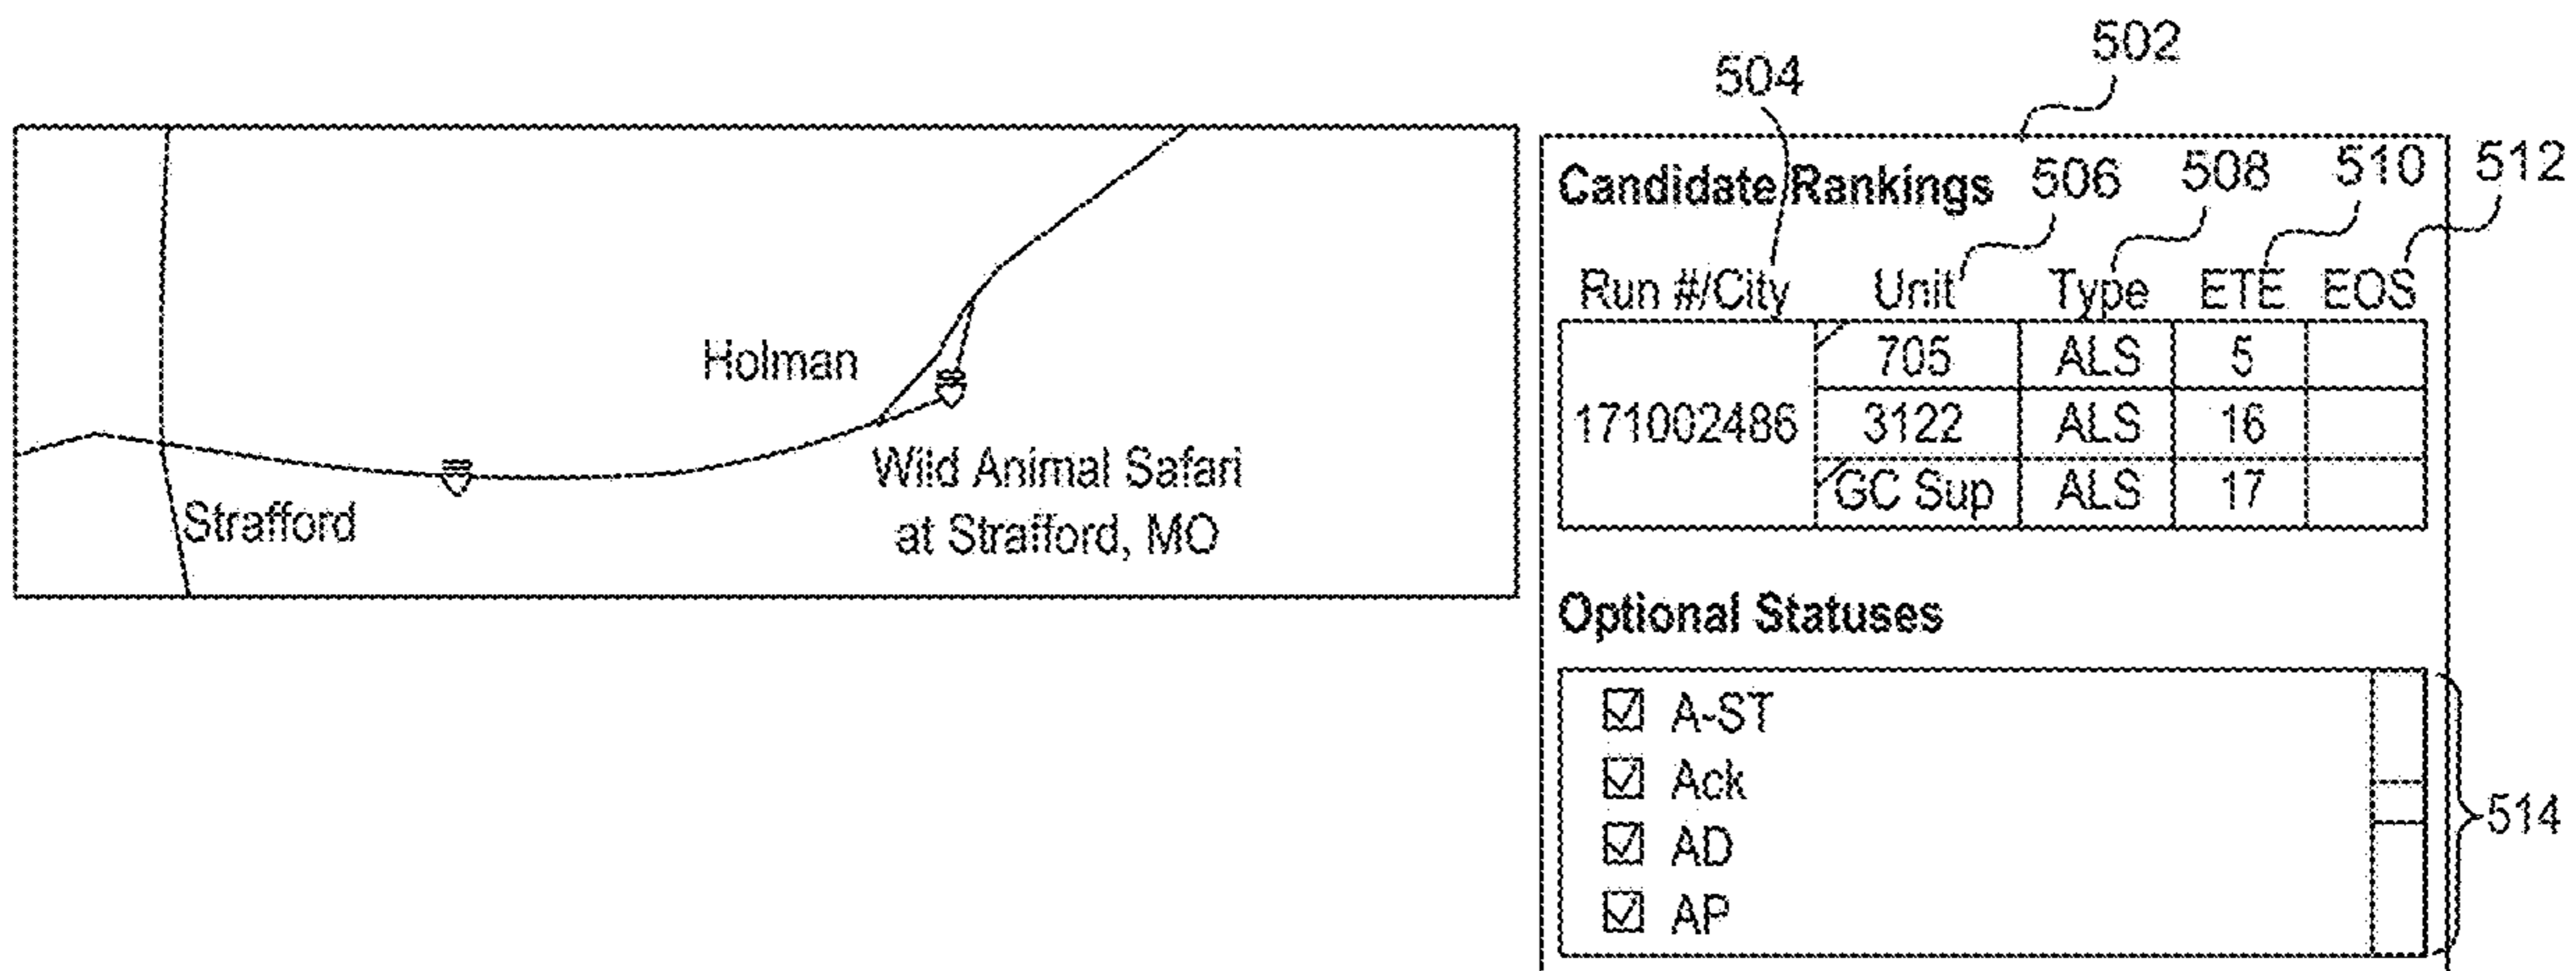 502
504
Candidate Rankings 506 508 510 512
Run #/City Unit Type ETE EOS
705 ALS 5
171002486 3122 ALS 16
GC Sup ALS 17
Holman
Wild Animal Safari
at Strafford, MO
Strafford
Optional Statuses
A-ST
Ack
AD
AP
514